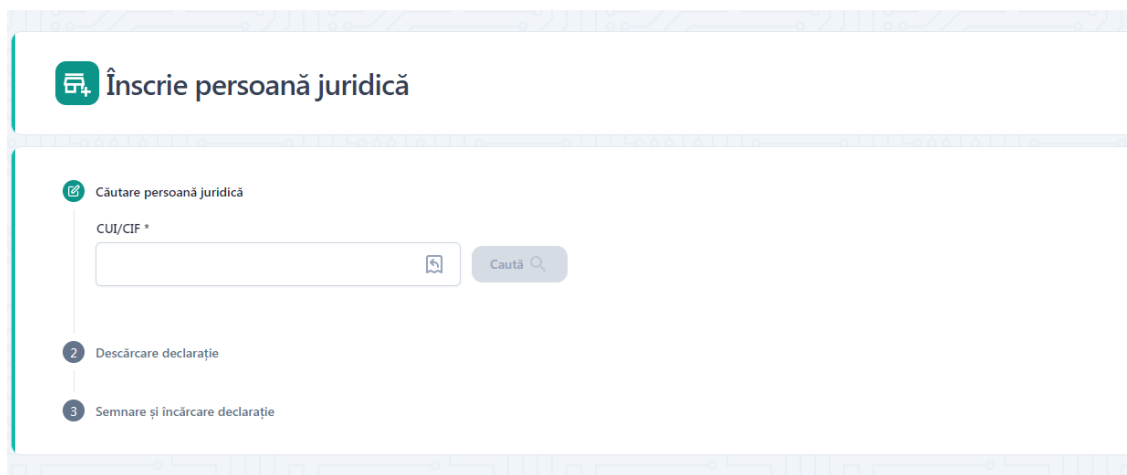 Înscrie persoană juridică
Căutare persoană juridică
CUI/CIF *
Caută
2 Descărcare declarație
3 Semnare și încărcare declarație